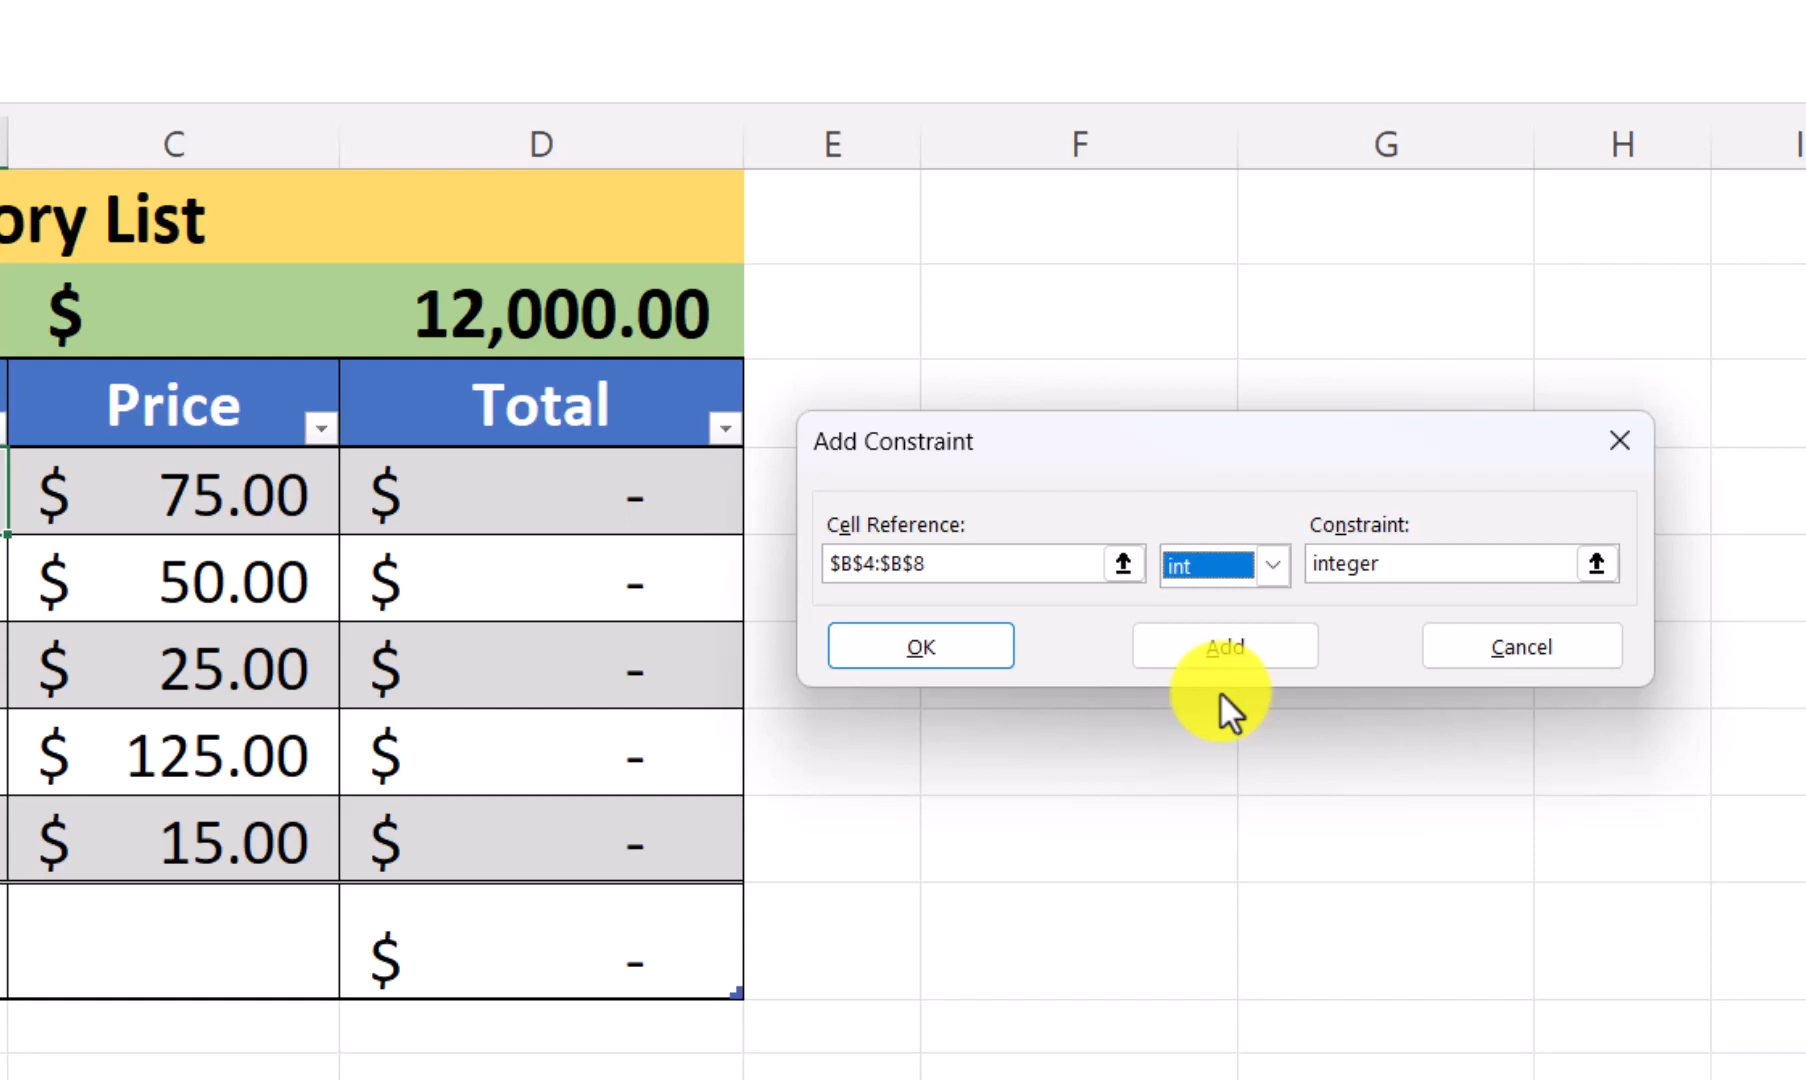 C D E F G H I
ory List
$ 12,000.00
Price Total
$ 75.00 $ -
$ 50.00 $ -
$ 25.00 $ -
$ 125.00 $ -
$ 15.00 $ -
$ -
Add Constraint
Cell Reference: Constraint:
$B$4:$B$8 int integer
OK Add Cancel